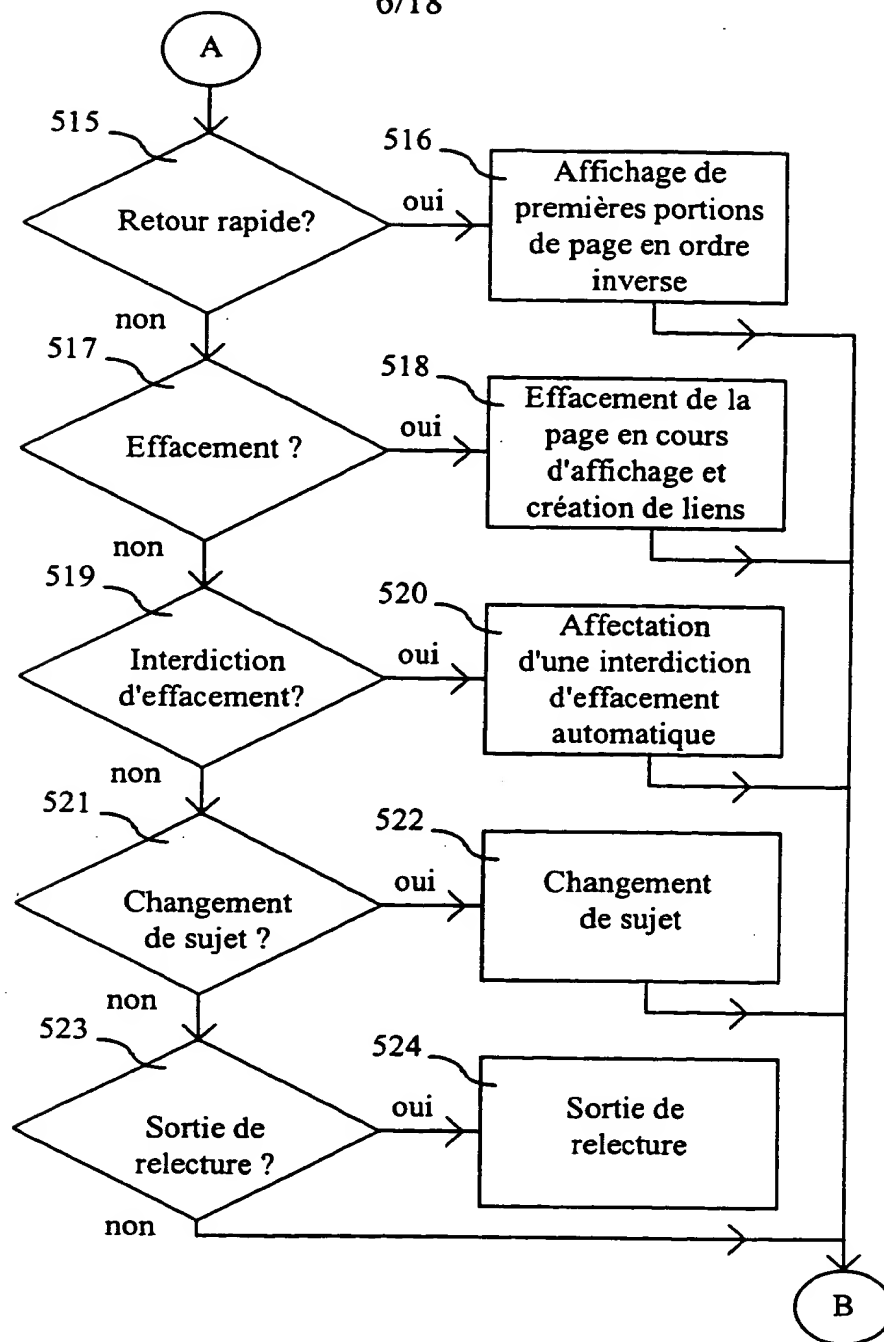 6/18
A
515
Retour rapide?
oui
516
Affichage de
premières portions
de page en ordre
inverse
non
517
Effacement ?
oui
518
Effacement de la
page en cours
d'affichage et
création de liens
non
519
Interdiction
d'effacement?
oui
520
Affectation
d'une interdiction
d'effacement
automatique
non
521
Changement
de sujet ?
oui
522
Changement
de sujet
non
523
Sortie de
relecture ?
oui
524
Sortie de
relecture
non
B